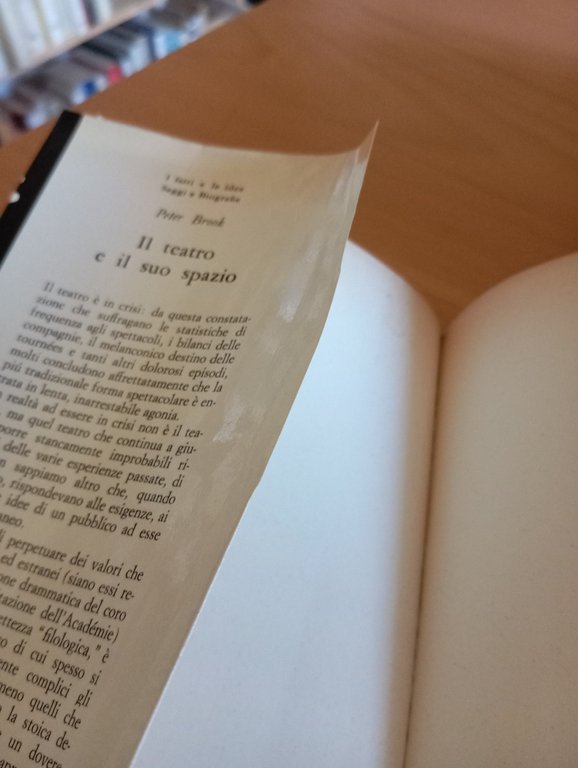 I fatti e le idee
Saggi e Biografie
Peter Brook
Il teatro
e il suo spazio
Il teatro è in crisi: da questa constata-
zione che suffragano le statistiche di
frequenza agli spettacoli, i bilanci delle
compagnie, il melanconico destino delle
tournées e tanti altri dolorosi episodi,
molti concludono affrettatamente che la
più tradizionale forma spettacolare è en-
trata in lenta, inarrestabile agonia.
realtà ad essere in crisi non è il tea-
ma quel teatro che continua a giu-
porre stancamente improbabili ri-
delle varie esperienze passate, di
sappiamo altro che, quando
rispondevano alle esigenze, ai
idee di un pubblico ad esse
neo.
perpetuare dei valori che
ed estranei (siano essi re-
one drammatica del coro
tazione dell'Académie)
ettezza "filologica," è
o di cui spesso si
ente complici gli
meno quelli che
la stoica de-
un dovere